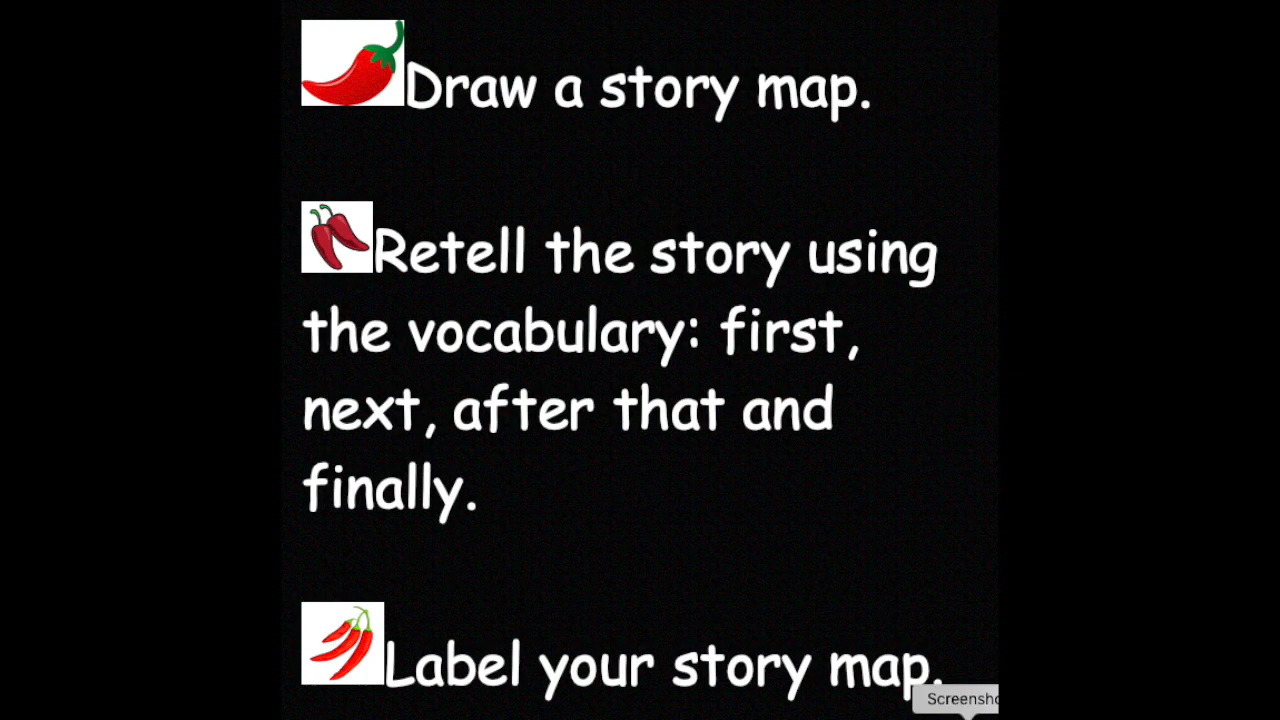 Draw a story map.
Retell the story using
the vocabulary: first,
next, after that and
finally.
Label your story map.
Screensho